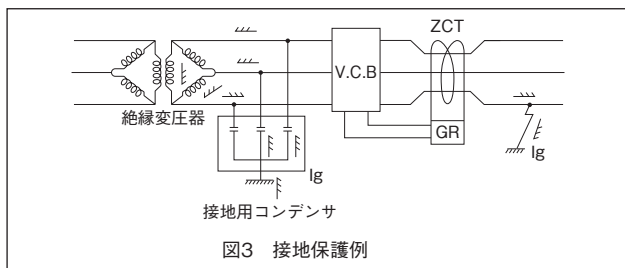 ZCT
V.C.B
絶縁変圧器
GR
Ig
Ig
接地用コンデンサ
図3 接地保護例